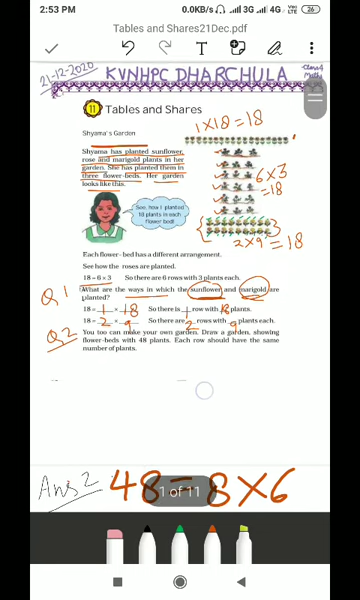 2:53 PM 0.0KB/s 3G 4G 26
Tables and Shares21Dec.pdf
21-12-2020 KVNHPC DHARCHULA Class 4 Maths
11 Tables and Shares
Shyama's Garden
1×18=18
Shyama has planted sunflower,
rose and marigold plants in her
garden. She has planted them in
three flower-beds. Her garden
looks like this.
6×3
=18
See, how I planted
18 plants in each
flower bed!
2×9=18
Each flower-bed has a different arrangement.
See how the roses are planted.
18 = 6 × 3 So there are 6 rows with 3 plants each.
Q1 What are the ways in which the sunflower and marigold are
planted?
18 = 1 × 18 So there is 1 row with 18 plants.
18 = 2 × 9 So there are 2 rows with 9 plants each.
Q2 You too can make your own garden. Draw a garden, showing
flower-beds with 48 plants. Each row should have the same
number of plants.
Ans 2 48=8×6
1 of 11